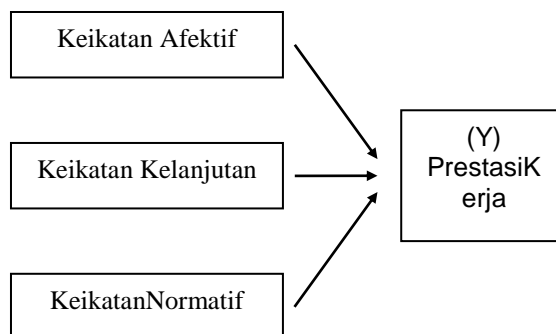 Keikatan Afektif
Keikatan Kelanjutan
KeikatanNormatif
(Y)
PrestasiK
erja